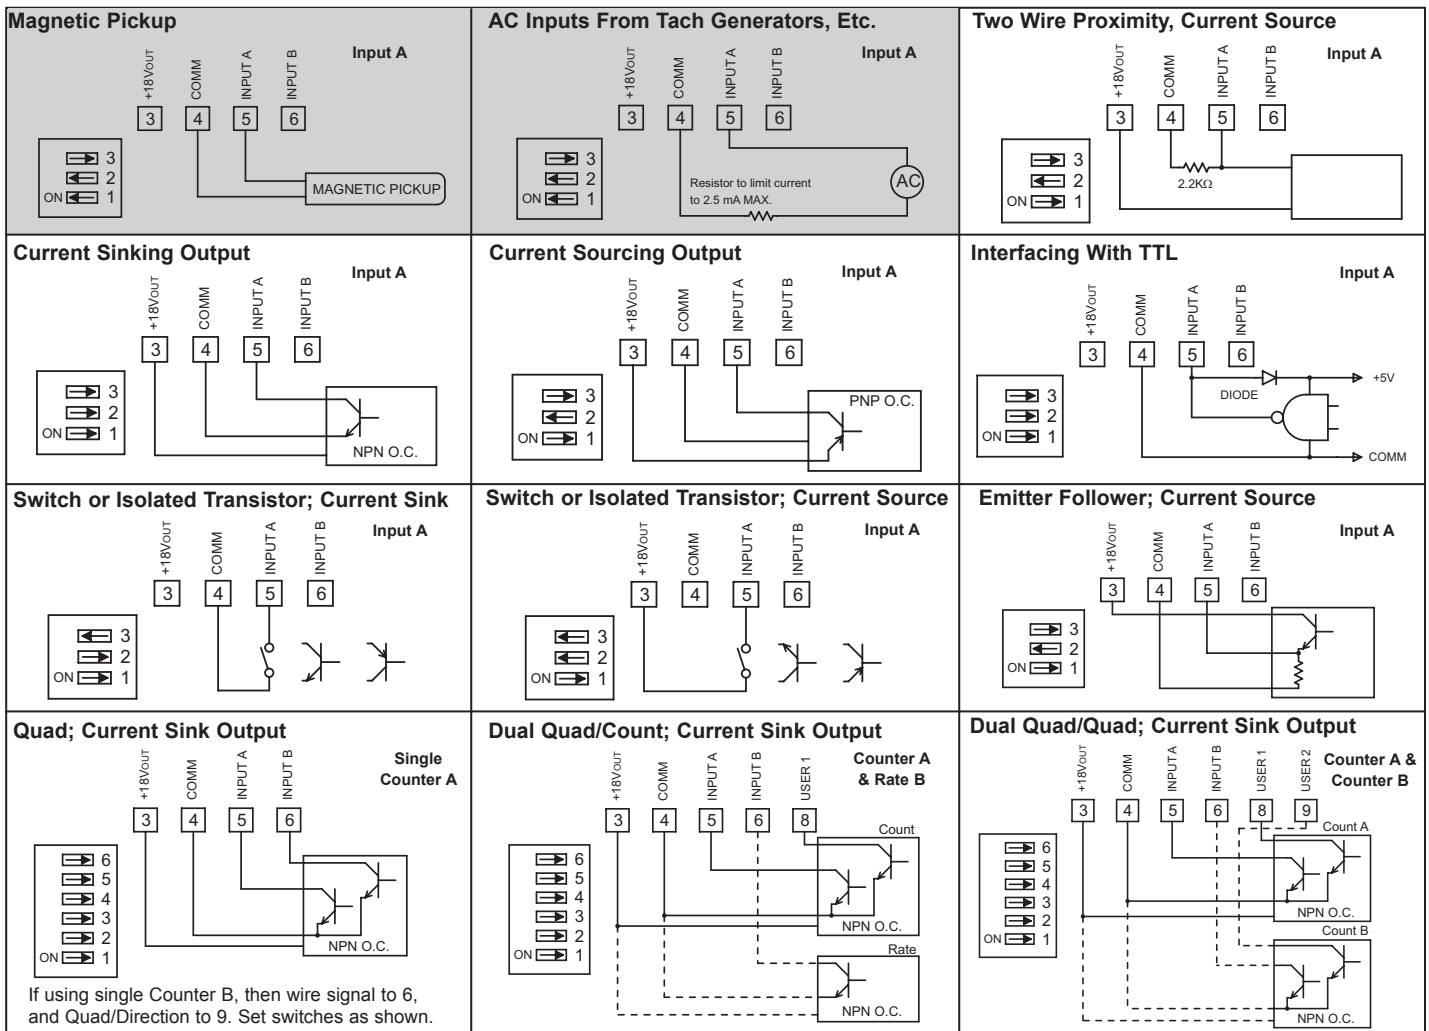 Magnetic Pickup
Input A
+18VOUT
COMM
INPUT A
INPUT B
3 4 5 6
3
2
ON 1
MAGNETIC PICKUP
AC Inputs From Tach Generators, Etc.
Input A
+18VOUT
COMM
INPUT A
INPUT B
3 4 5 6
3
2
ON 1
Resistor to limit current
to 2.5 mA MAX.
AC
Two Wire Proximity, Current Source
Input A
+18VOUT
COMM
INPUT A
INPUT B
3 4 5 6
3
2
ON 1
2.2KΩ
Current Sinking Output
Input A
+18VOUT
COMM
INPUT A
INPUT B
3 4 5 6
3
2
ON 1
NPN O.C.
Current Sourcing Output
Input A
+18VOUT
COMM
INPUT A
INPUT B
3 4 5 6
3
2
ON 1
PNP O.C.
Interfacing With TTL
Input A
+18VOUT
COMM
INPUT A
INPUT B
3 4 5 6
3
2
ON 1
DIODE
+5V
COMM
Switch or Isolated Transistor; Current Sink
Input A
+18VOUT
COMM
INPUT A
INPUT B
3 4 5 6
3
2
ON 1
Switch or Isolated Transistor; Current Source
Input A
+18VOUT
COMM
INPUT A
INPUT B
3 4 5 6
3
2
ON 1
Emitter Follower; Current Source
Input A
+18VOUT
COMM
INPUT A
INPUT B
3 4 5 6
3
2
ON 1
Quad; Current Sink Output
Single
Counter A
+18VOUT
COMM
INPUT A
INPUT B
3 4 5 6
6
5
4
3
2
ON 1
NPN O.C.
If using single Counter B, then wire signal to 6,
and Quad/Direction to 9. Set switches as shown.
Dual Quad/Count; Current Sink Output
Counter A
& Rate B
+18VOUT
COMM
INPUT A
INPUT B
USER 1
3 4 5 6 8
Count
6
5
4
3
2
ON 1
NPN O.C.
Rate
NPN O.C.
Dual Quad/Quad; Current Sink Output
Counter A &
Counter B
+18VOUT
COMM
INPUT A
INPUT B
USER 1
USER 2
3 4 5 6 8 9
Count A
6
5
4
3
2
ON 1
NPN O.C.
Count B
NPN O.C.